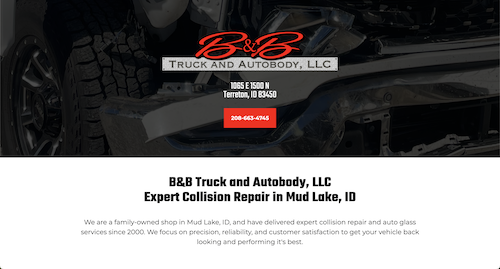 B&B
TRUCK AND AUTOBODY, LLC
1065 E 1500 N
Terreton, ID 83450
208-663-4745
B&B Truck and Autobody, LLC
Expert Collision Repair in Mud Lake, ID
We are a family-owned shop in Mud Lake, ID, and have delivered expert collision repair and auto glass
services since 2000. We focus on precision, reliability, and customer satisfaction to get your vehicle back
looking and performing it's best.